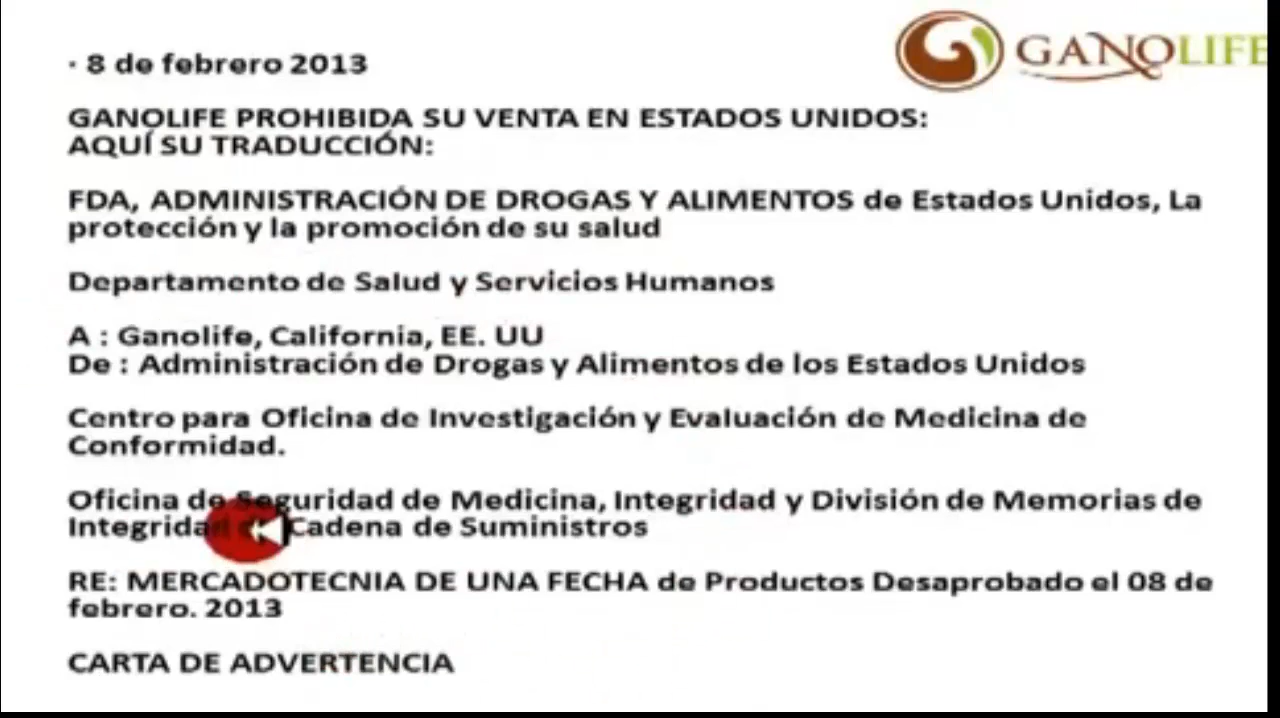 · 8 de febrero 2013
GANOLIFE
GANOLIFE PROHIBIDA SU VENTA EN ESTADOS UNIDOS:
AQUÍ SU TRADUCCIÓN:
FDA, ADMINISTRACIÓN DE DROGAS Y ALIMENTOS de Estados Unidos, La
protección y la promoción de su salud
Departamento de Salud y Servicios Humanos
A : Ganolife, California, EE. UU
De : Administración de Drogas y Alimentos de los Estados Unidos
Centro para Oficina de Investigación y Evaluación de Medicina de
Conformidad.
Oficina de Seguridad de Medicina, Integridad y División de Memorias de
Integridad Cadena de Suministros
RE: MERCADOTECNIA DE UNA FECHA de Productos Desaprobado el 08 de
febrero. 2013
CARTA DE ADVERTENCIA